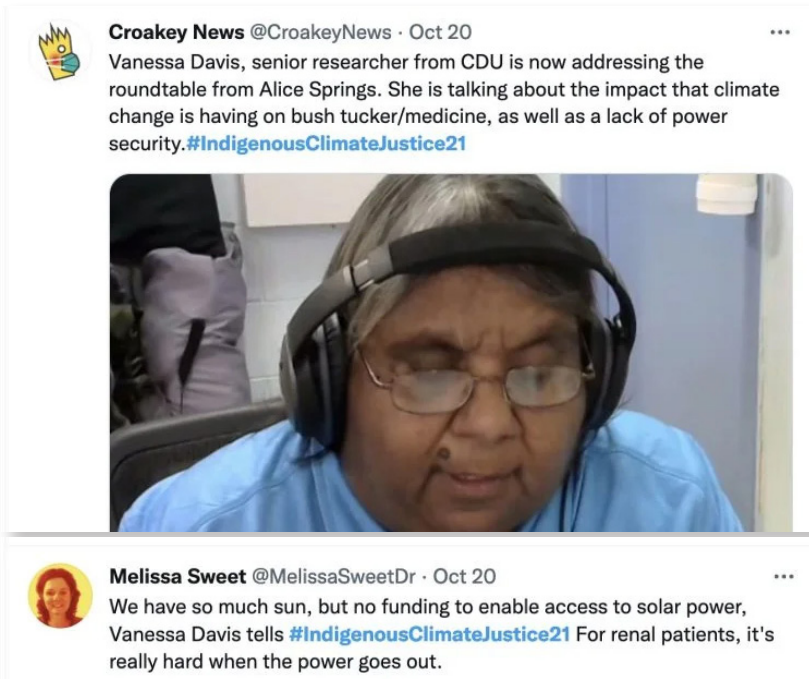 Croakey News @CroakeyNews · Oct 20
Vanessa Davis, senior researcher from CDU is now addressing the
roundtable from Alice Springs. She is talking about the impact that climate
change is having on bush tucker/medicine, as well as a lack of power
security.#IndigenousClimateJustice21
Melissa Sweet @MelissaSweetDr · Oct 20
We have so much sun, but no funding to enable access to solar power,
Vanessa Davis tells #IndigenousClimateJustice21 For renal patients, it's
really hard when the power goes out.